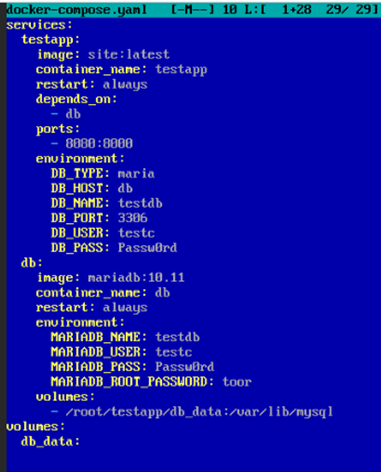 docker-compose.yaml [-M--] 10 L:[ 1+28 29/ 29]
services:
  testapp:
    image: site:latest
    container_name: testapp
    restart: always
    depends_on:
      - db
    ports:
      - 8080:8000
    environment:
      DB_TYPE: maria
      DB_HOST: db
      DB_NAME: testdb
      DB_PORT: 3306
      DB_USER: testc
      DB_PASS: Passw0rd
  db:
    image: mariadb:10.11
    container_name: db
    restart: always
    environment:
      MARIADB_NAME: testdb
      MARIADB_USER: testc
      MARIADB_PASS: Passw0rd
      MARIADB_ROOT_PASSWORD: toor
    volumes:
      - /root/testapp/db_data:/var/lib/mysql
volumes:
  db_data: